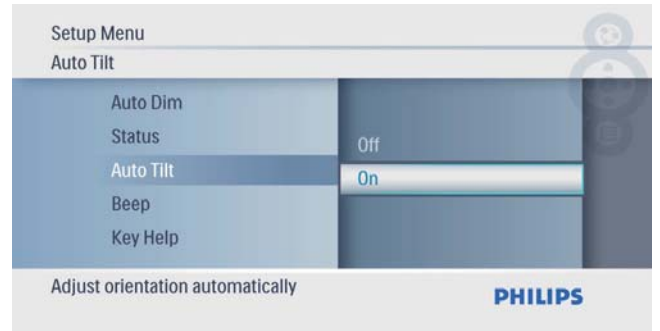 Setup Menu
Auto Tilt
Auto Dim
Status
Auto Tilt
Beep
Key Help
Off
On
Adjust orientation automatically
PHILIPS